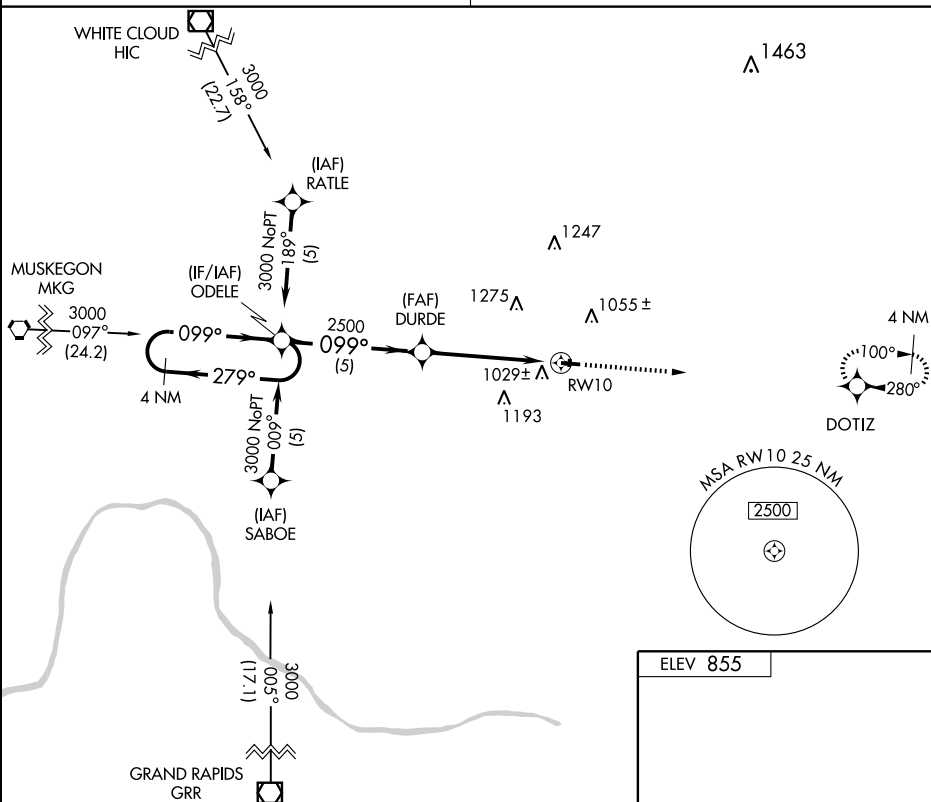 WHITE CLOUD
HIC
3000
158°
(22.7)
1463
(IAF)
RATLE
3000 NoPT
189°
(5)
1247
MUSKEGON
MKG
3000
097°
(24.2)
(IF/IAF)
ODELE
099°
279°
4 NM
2500
099°
(5)
(FAF)
DURDE
1275
1055 ±
1029±
1193
RW10
4 NM
100°
280°
DOTIZ
3000 NoPT
009°
(5)
(IAF)
SABOE
MSA RW10 25 NM
2500
3000
005°
(17.1)
GRAND RAPIDS
GRR
ELEV 855